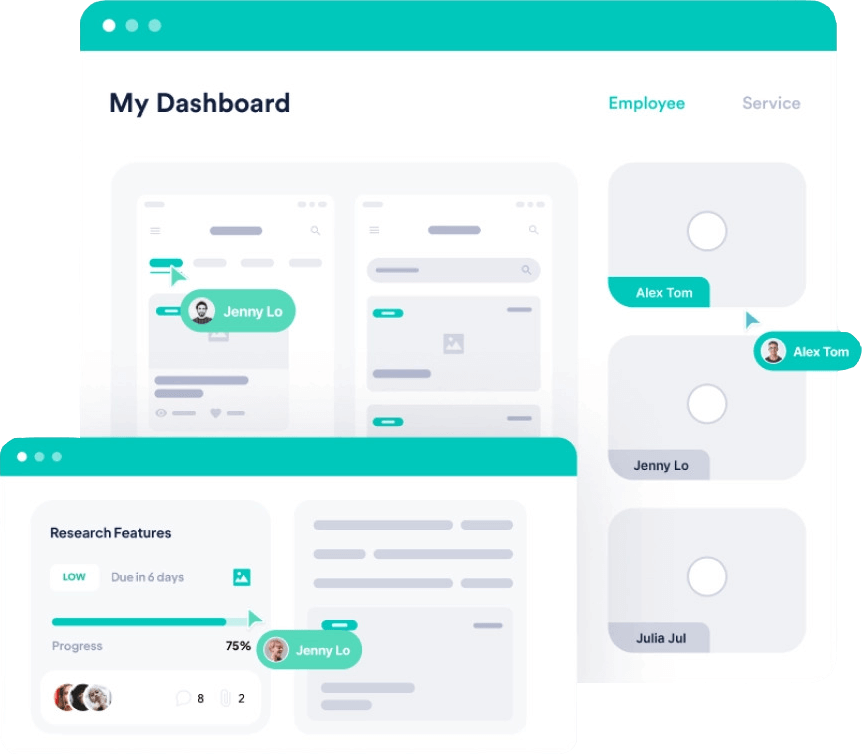 My Dashboard
Employee
Service
Alex Tom
Jenny Lo
Alex Tom
Jenny Lo
Research Features
LOW
Due in 6 days
Progress
75%
Jenny Lo
8
2
Julia Jul